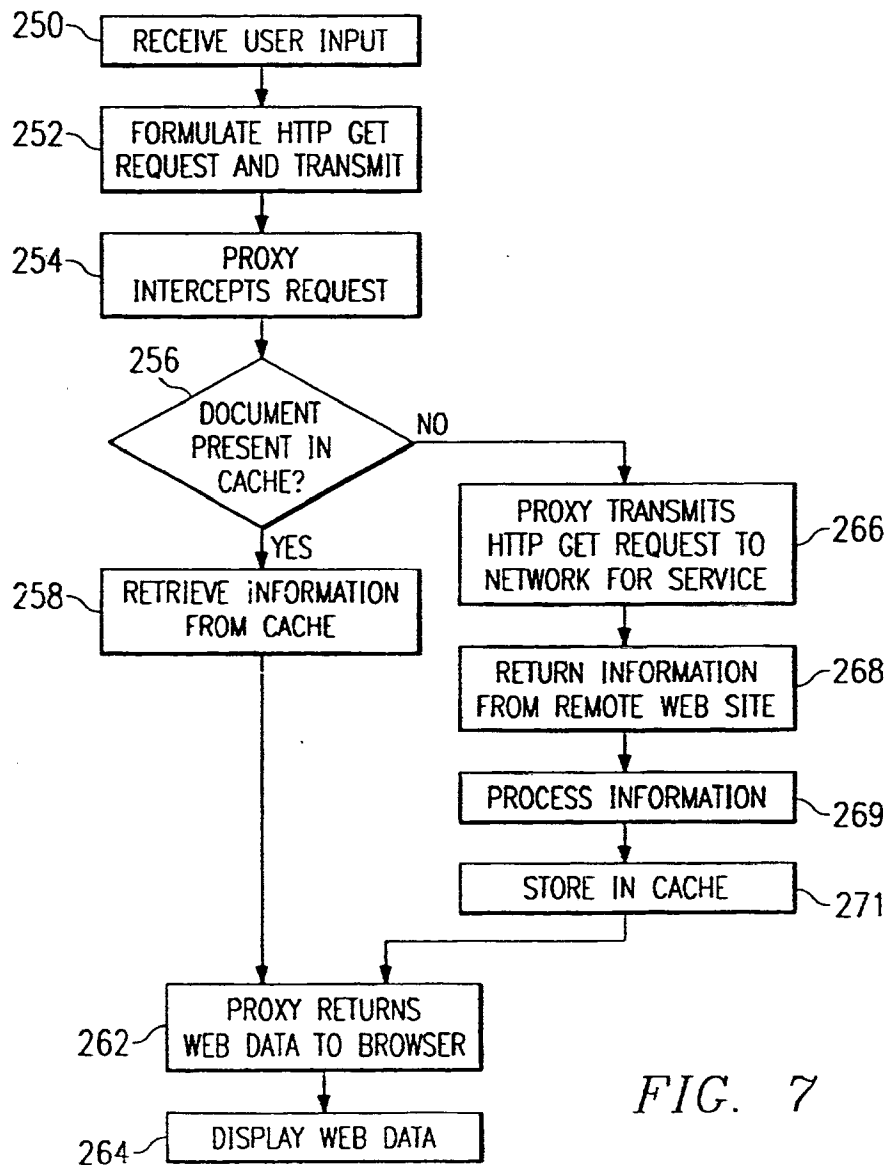 250
RECEIVE USER INPUT
252
FORMULATE HTTP GET
REQUEST AND TRANSMIT
254
PROXY
INTERCEPTS REQUEST
256
DOCUMENT
PRESENT IN
CACHE?
NO
YES
258
RETRIEVE INFORMATION
FROM CACHE
PROXY TRANSMITS
HTTP GET REQUEST TO
NETWORK FOR SERVICE
266
RETURN INFORMATION
FROM REMOTE WEB SITE
268
PROCESS INFORMATION
269
STORE IN CACHE
271
262
PROXY RETURNS
WEB DATA TO BROWSER
264
DISPLAY WEB DATA
FIG. 7